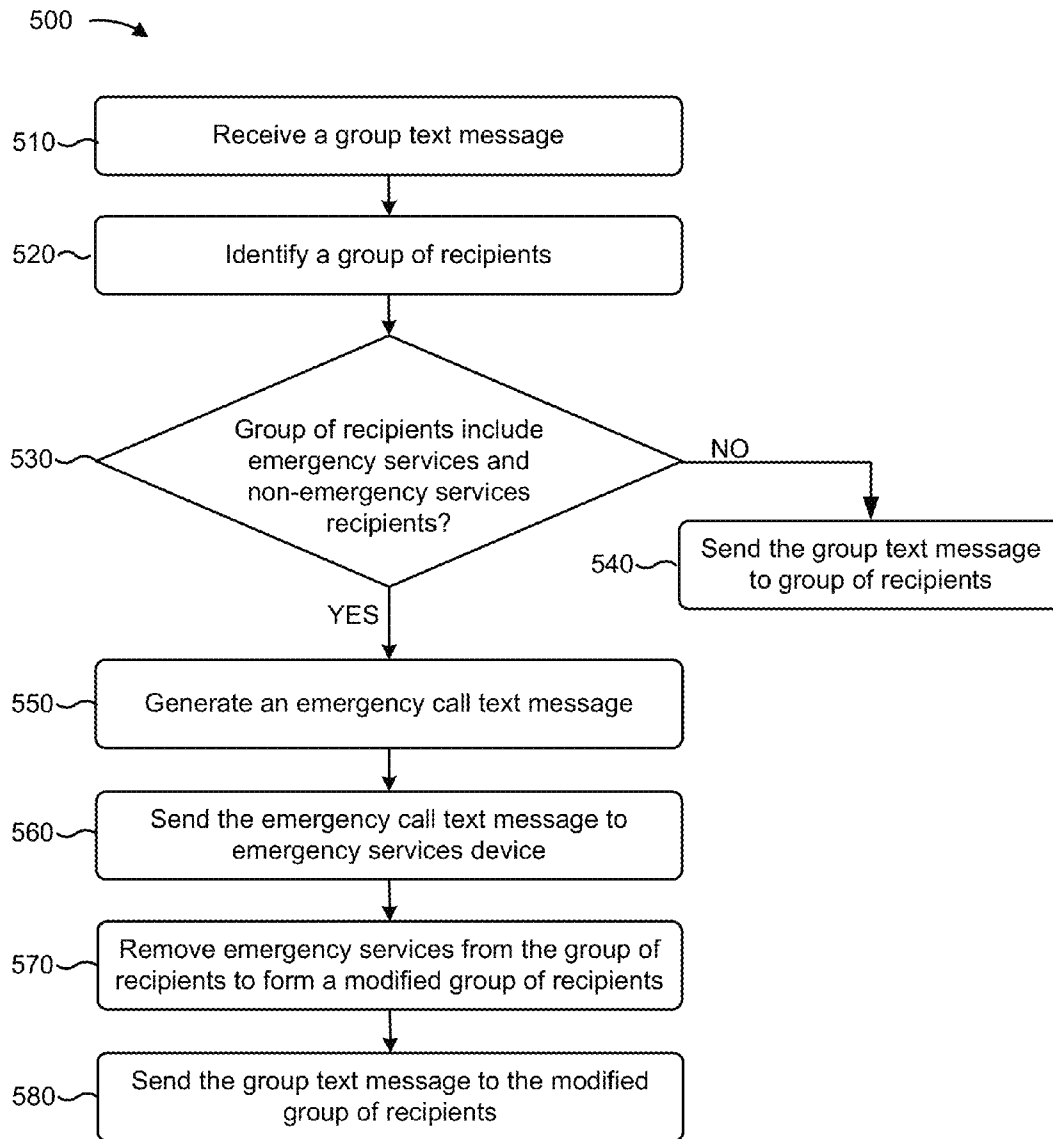 500
510
Receive a group text message
520
Identify a group of recipients
530
Group of recipients include
emergency services and
non-emergency services
recipients?
NO
540
Send the group text message
to group of recipients
YES
550
Generate an emergency call text message
560
Send the emergency call text message to
emergency services device
570
Remove emergency services from the group of
recipients to form a modified group of recipients
580
Send the group text message to the modified
group of recipients